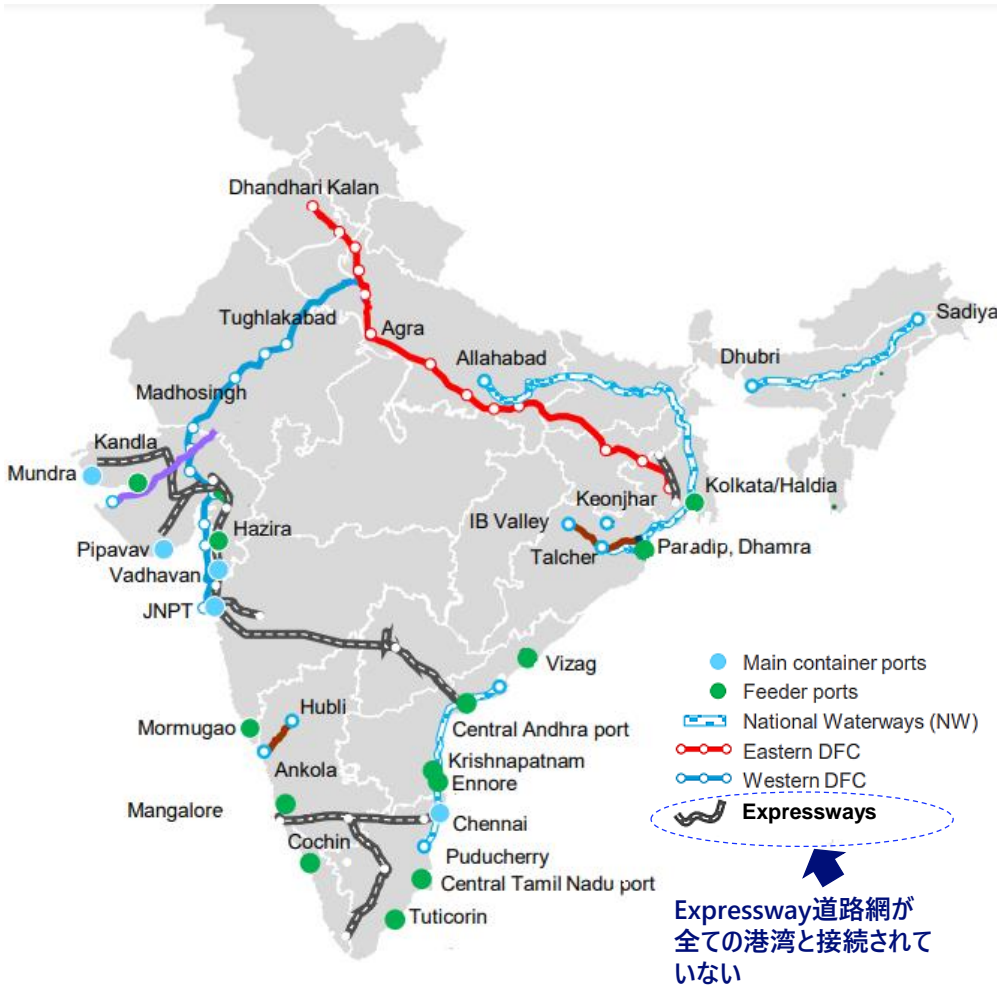 Dhandhari Kalan
Sadiya
Tughlakabad
Agra
Allahabad
Dhubri
Madhosingh
Kandla
Mundra
Keonjhar
Kolkata/Haldia
IB Valley
Hazira
Pipavav
Talcher
Paradip, Dhamra
Vadhavan
JNPT
Vizag
Hubli
Mormugao
Central Andhra port
Ankola
Krishnapatnam
Ennore
Mangalore
Chennai
Cochin
Puducherry
Central Tamil Nadu port
Tuticorin
Main container ports
Feeder ports
National Waterways (NW)
Eastern DFC
Western DFC
Expressways
Expressway道路網が
全ての港湾と接続されて
いない